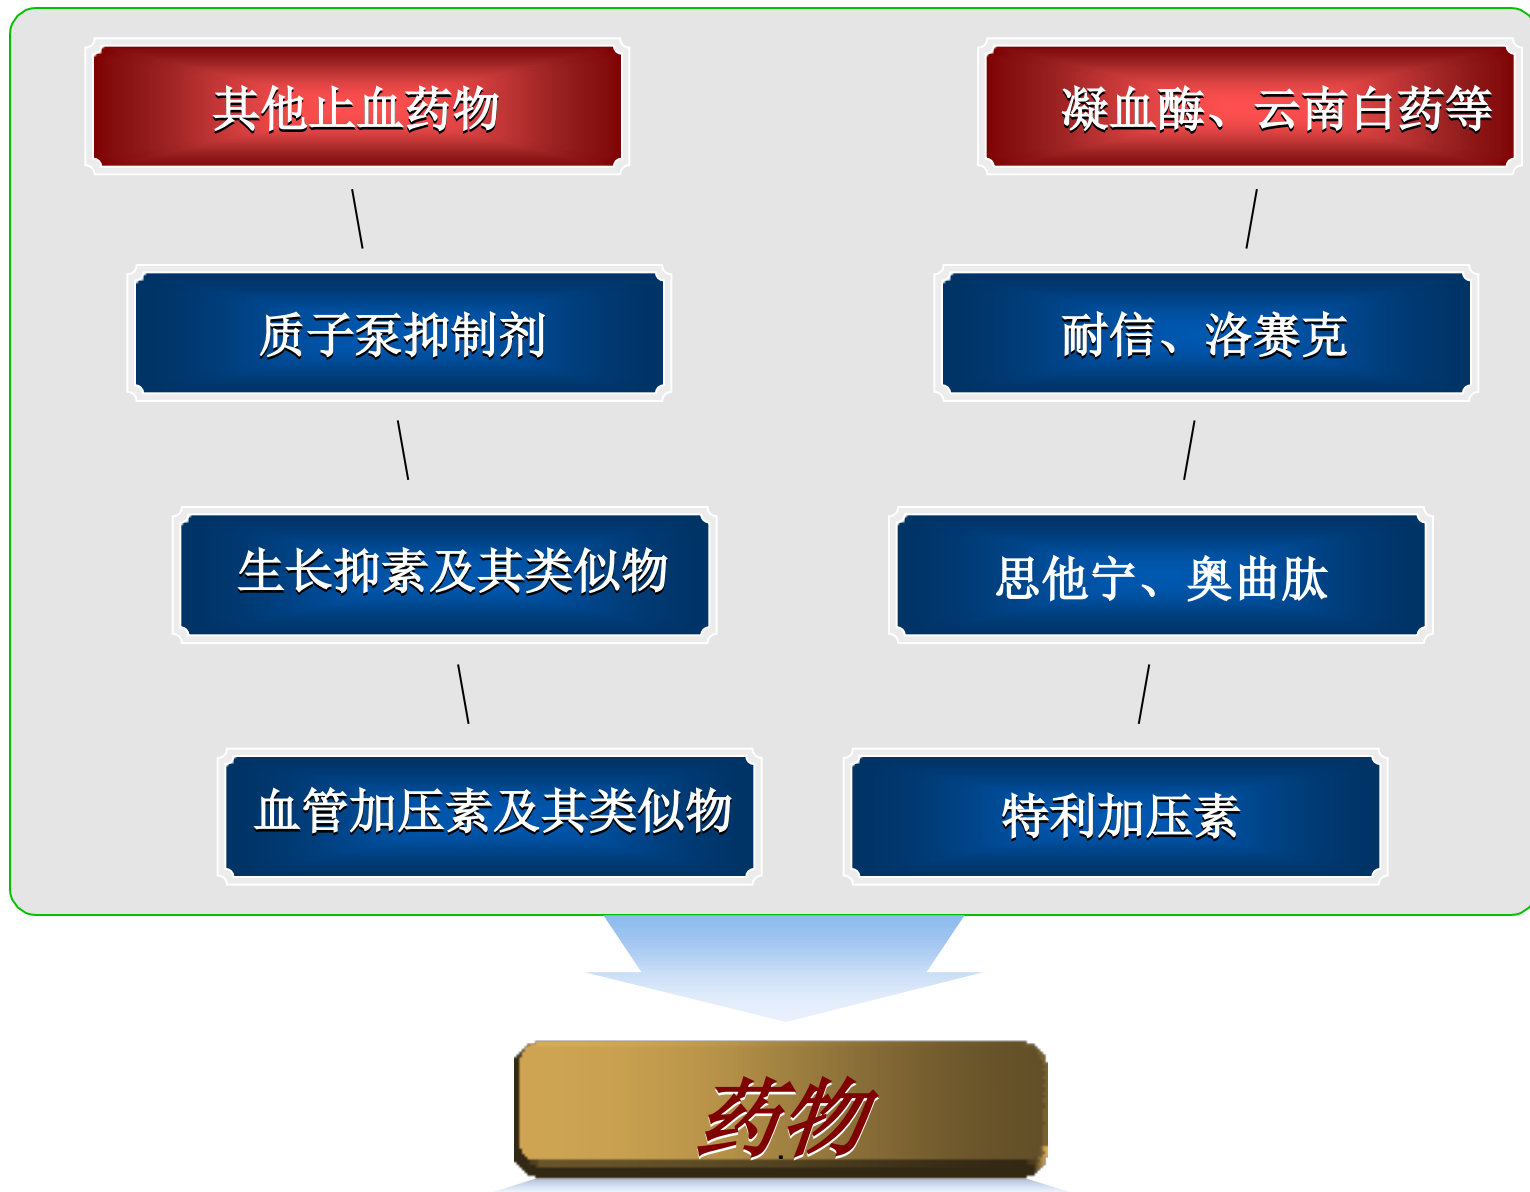 其他止血药物
凝血酶、云南白药等
质子泵抑制剂
耐信、洛赛克
生长抑素及其类似物
思他宁、奥曲肽
血管加压素及其类似物
特利加压素
药物
.